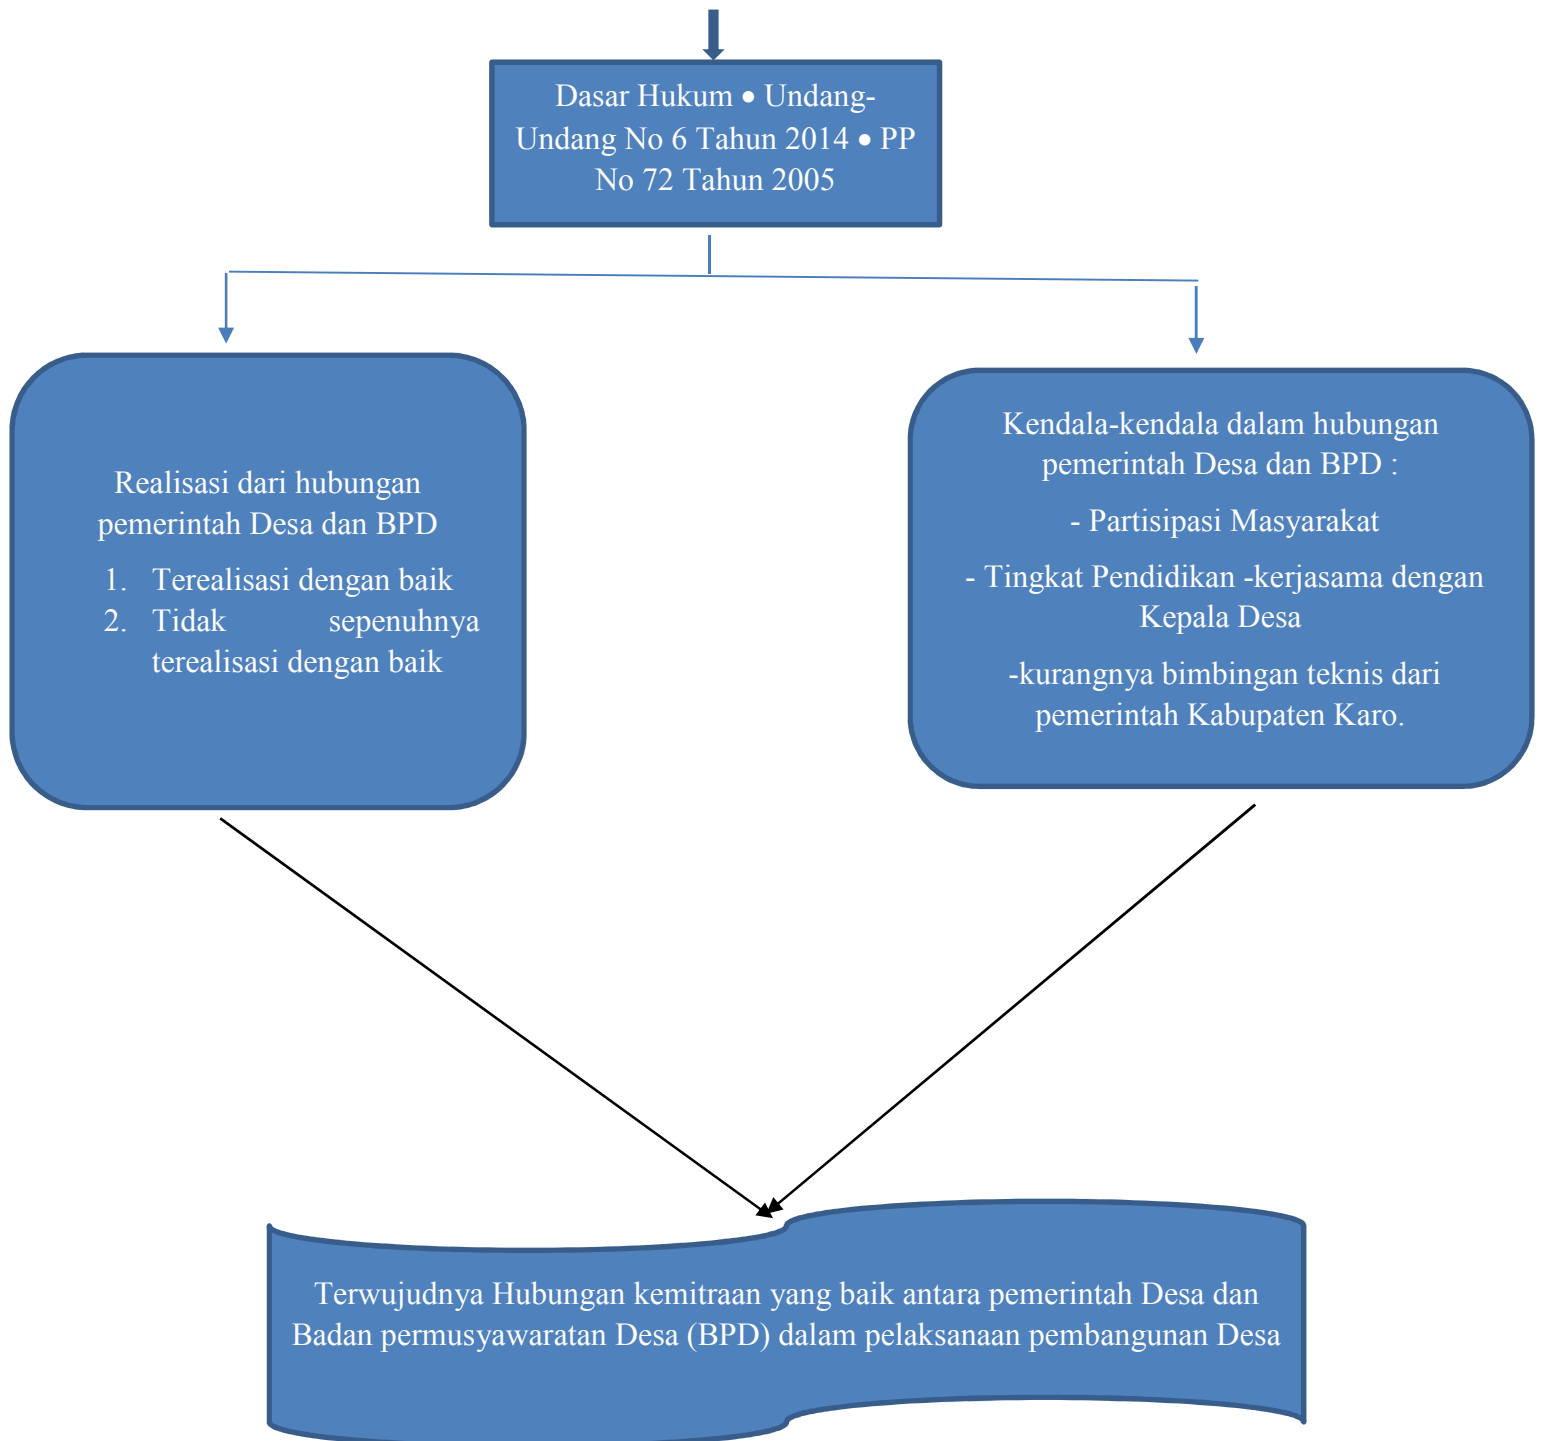 Dasar Hukum • Undang-
Undang No 6 Tahun 2014 • PP
No 72 Tahun 2005
Realisasi dari hubungan
pemerintah Desa dan BPD
1. Terealisasi dengan baik
2. Tidak sepenuhnya
terealisasi dengan baik
Kendala-kendala dalam hubungan
pemerintah Desa dan BPD :
- Partisipasi Masyarakat
- Tingkat Pendidikan -kerjasama dengan
Kepala Desa
-kurangnya bimbingan teknis dari
pemerintah Kabupaten Karo.
Terwujudnya Hubungan kemitraan yang baik antara pemerintah Desa dan
Badan permusyawaratan Desa (BPD) dalam pelaksanaan pembangunan Desa